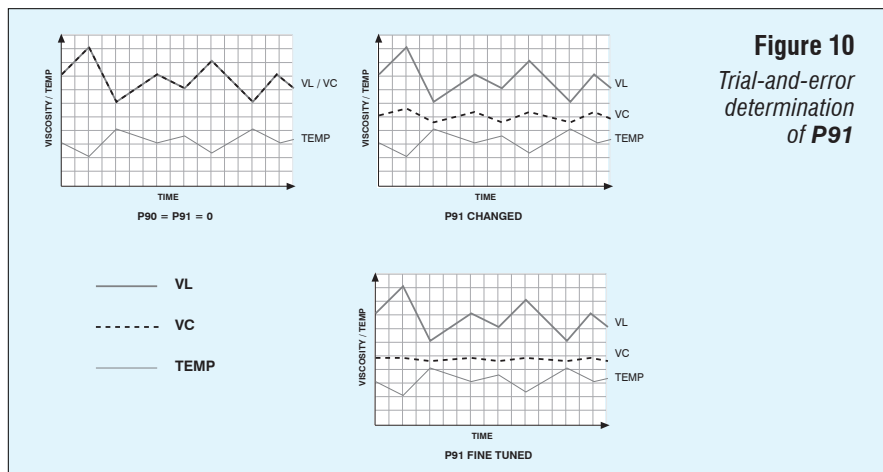 Figure 10
Trial-and-error
determination
of P91
VISCOSITY / TEMP
VL / VC
TEMP
TIME
P90 = P91 = 0
VISCOSITY / TEMP
VL
VC
TEMP
TIME
P91 CHANGED
VL
VC
TEMP
VISCOSITY / TEMP
VL
VC
TEMP
TIME
P91 FINE TUNED